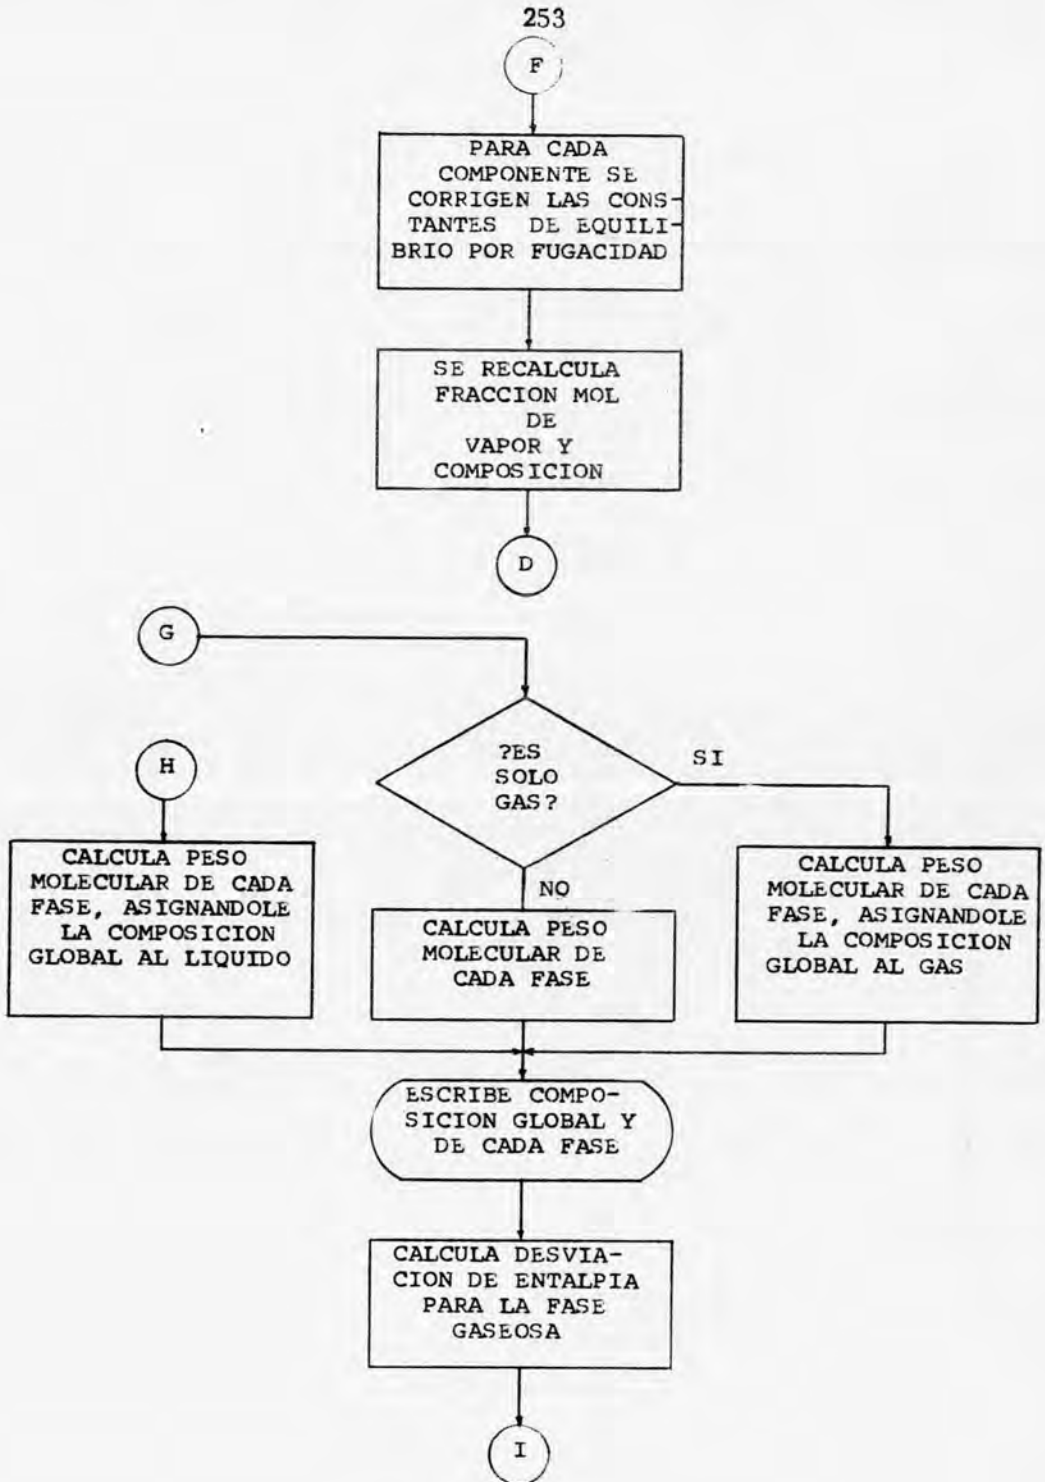 253
F
PARA CADA
COMPONENTE SE
CORRIGEN LAS CONS-
TANTES DE EQUILI-
BRIO POR FUGACIDAD
SE RECALCULA
FRACCION MOL
DE
VAPOR Y
COMPOSICION
D
G
?ES
SOLO
GAS?
SI
NO
H
CALCULA PESO
MOLECULAR DE CADA
FASE, ASIGNANDOLE
LA COMPOSICION
GLOBAL AL LIQUIDO
CALCULA PESO
MOLECULAR DE
CADA FASE
CALCULA PESO
MOLECULAR DE CADA
FASE, ASIGNANDOLE
LA COMPOSICION
GLOBAL AL GAS
ESCRIBE COMPO-
SICION GLOBAL Y
DE CADA FASE
CALCULA DESVIA-
CION DE ENTALPIA
PARA LA FASE
GASEOSA
I